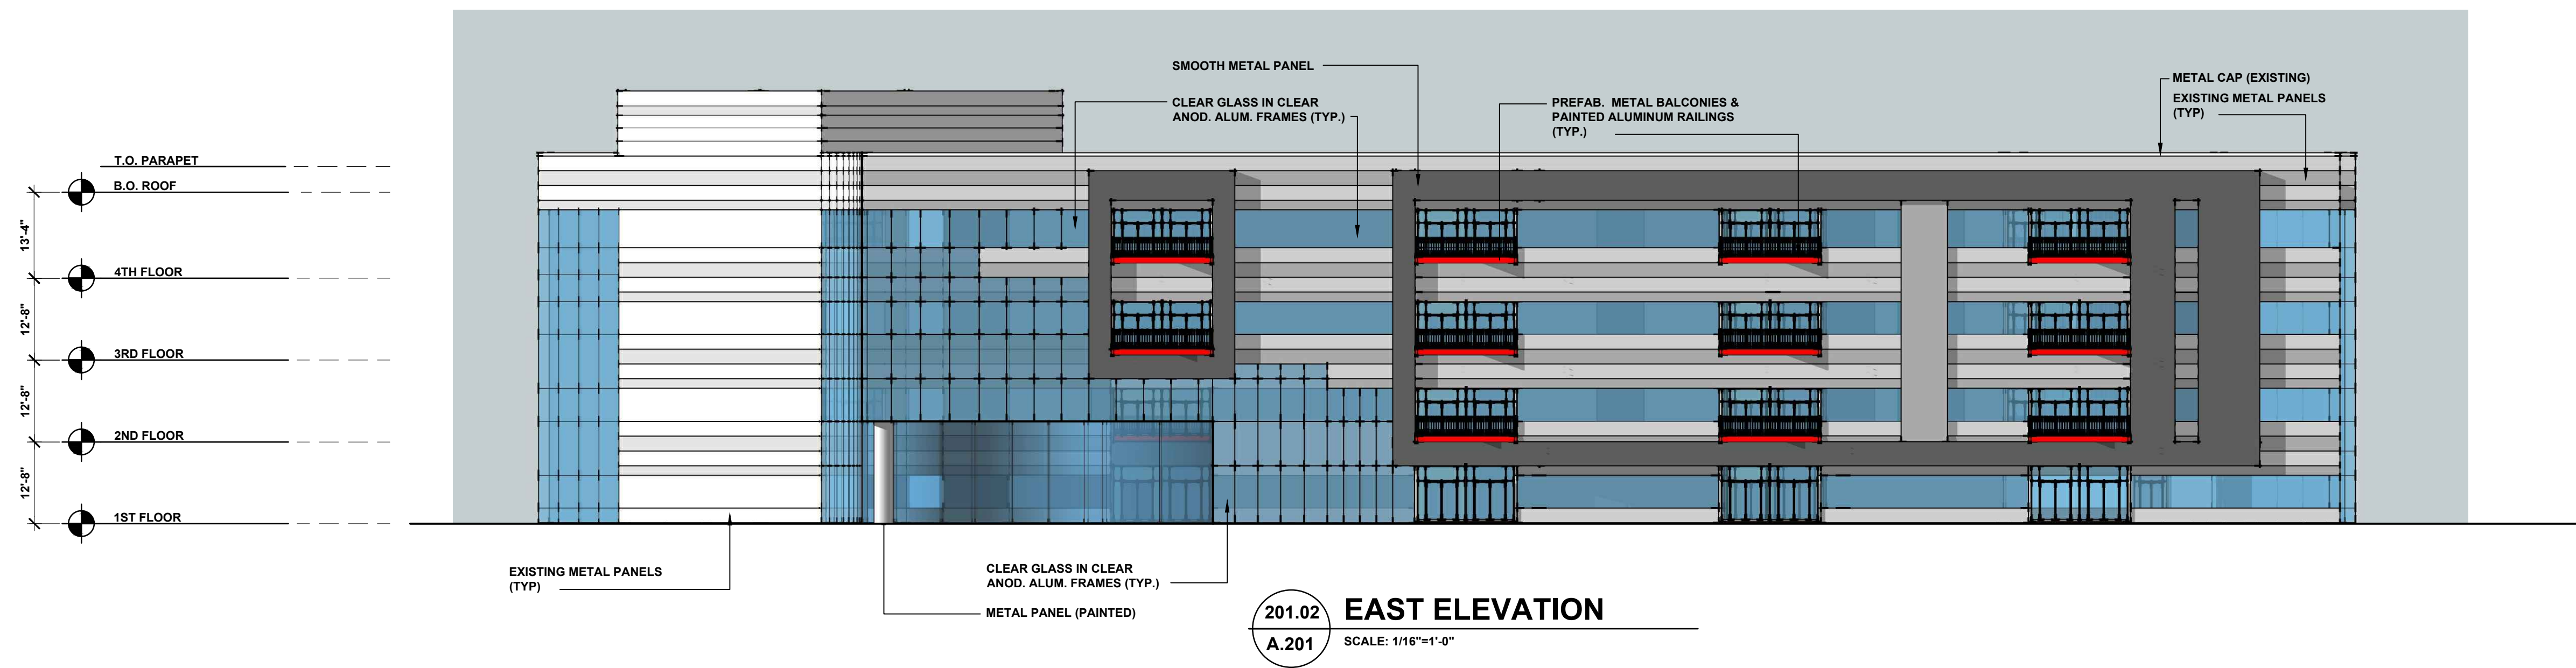 SMOOTH METAL PANEL
CLEAR GLASS IN CLEAR
ANOD. ALUM. FRAMES (TYP.)
PREFAB. METAL BALCONIES &
PAINTED ALUMINUM RAILINGS
(TYP.)
METAL CAP (EXISTING)
EXISTING METAL PANELS
(TYP)
T.O. PARAPET
B.O. ROOF
13'-4"
4TH FLOOR
12'-8"
3RD FLOOR
12'-8"
2ND FLOOR
12'-8"
1ST FLOOR
EXISTING METAL PANELS
(TYP)
CLEAR GLASS IN CLEAR
ANOD. ALUM. FRAMES (TYP.)
METAL PANEL (PAINTED)
201.02
A.201
EAST ELEVATION
SCALE: 1/16"=1'-0"